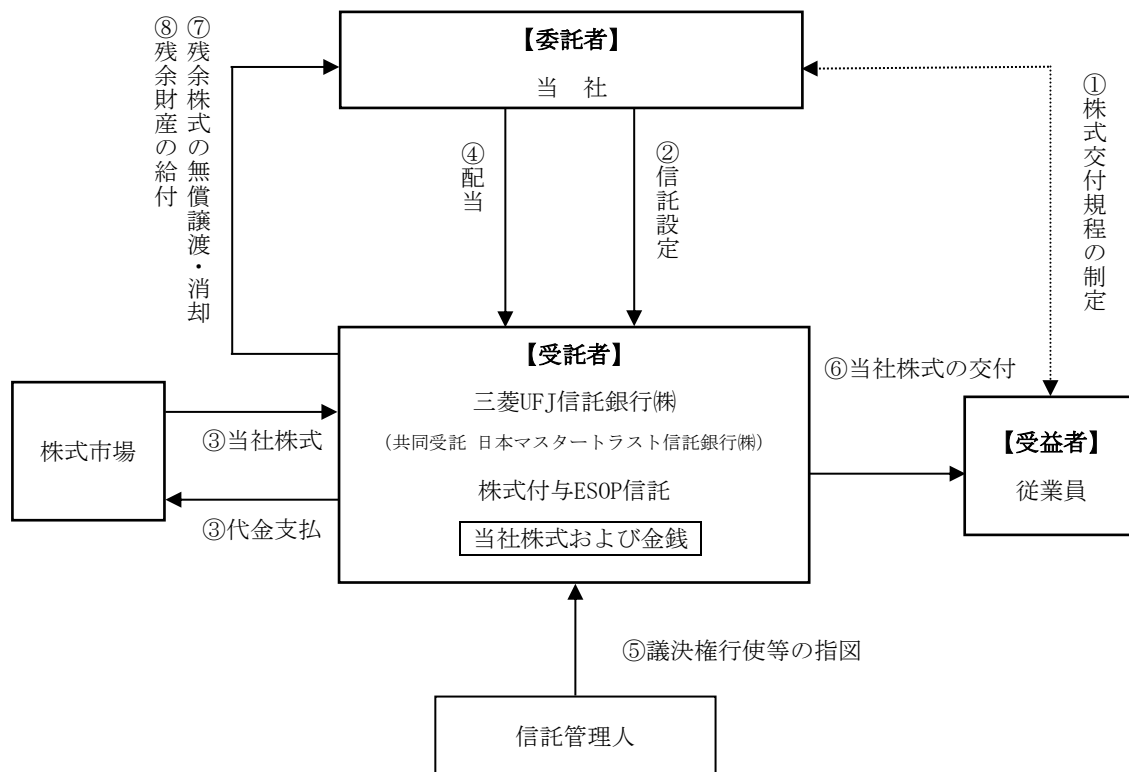 【委託者】
当　社
⑧残余財産の給付
⑦残余株式の無償譲渡・消却
④配当
②信託設定
①株式交付規程の制定
【受託者】
三菱UFJ信託銀行㈱
(共同受託 日本マスタートラスト信託銀行㈱)
株式付与ESOP信託
当社株式および金銭
株式市場
③当社株式
③代金支払
⑥当社株式の交付
【受益者】
従業員
⑤議決権行使等の指図
信託管理人